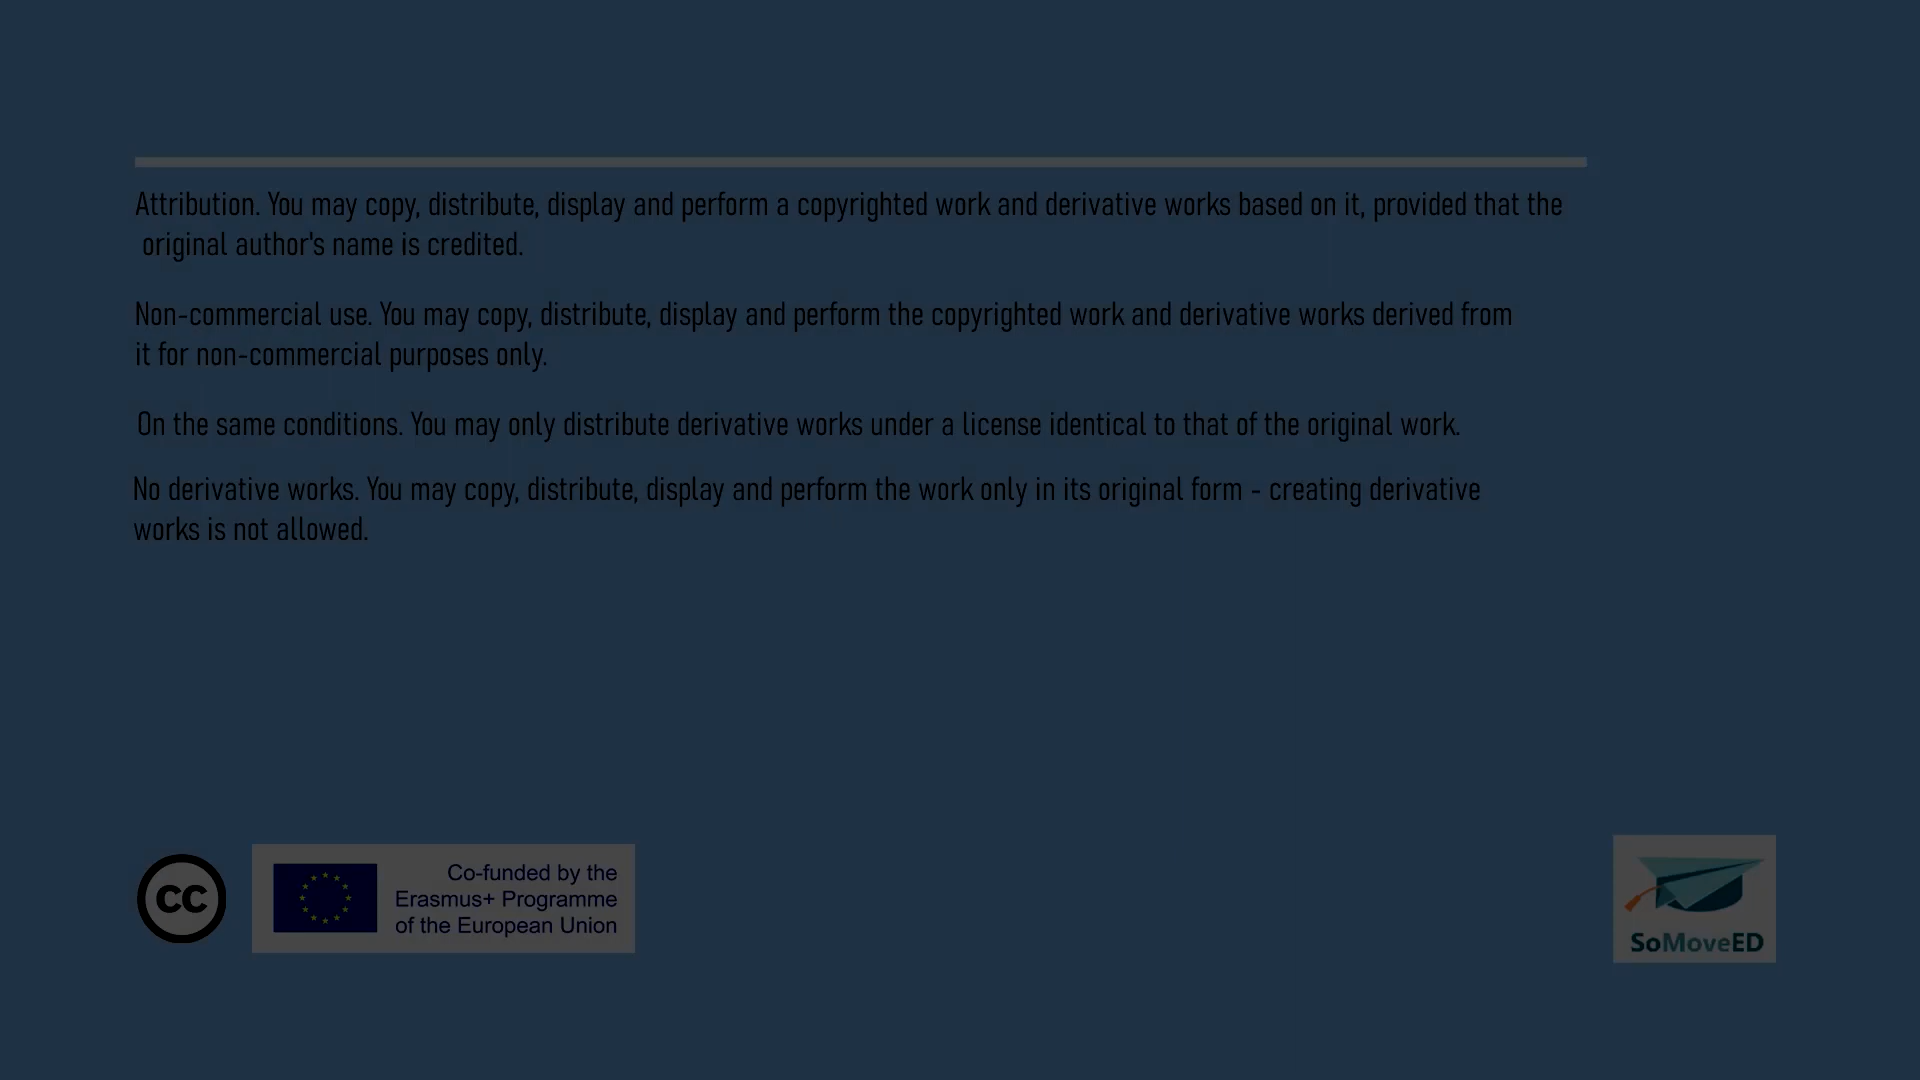 Attribution. You may copy, distribute, display and perform a copyrighted work and derivative works based on it, provided that the
original author's name is credited.
Non-commercial use. You may copy, distribute, display and perform the copyrighted work and derivative works derived from
it for non-commercial purposes only.
On the same conditions. You may only distribute derivative works under a license identical to that of the original work.
No derivative works. You may copy, distribute, display and perform the work only in its original form - creating derivative
works is not allowed.
cc
Co-funded by the
Erasmus+ Programme
of the European Union
SoMoveED